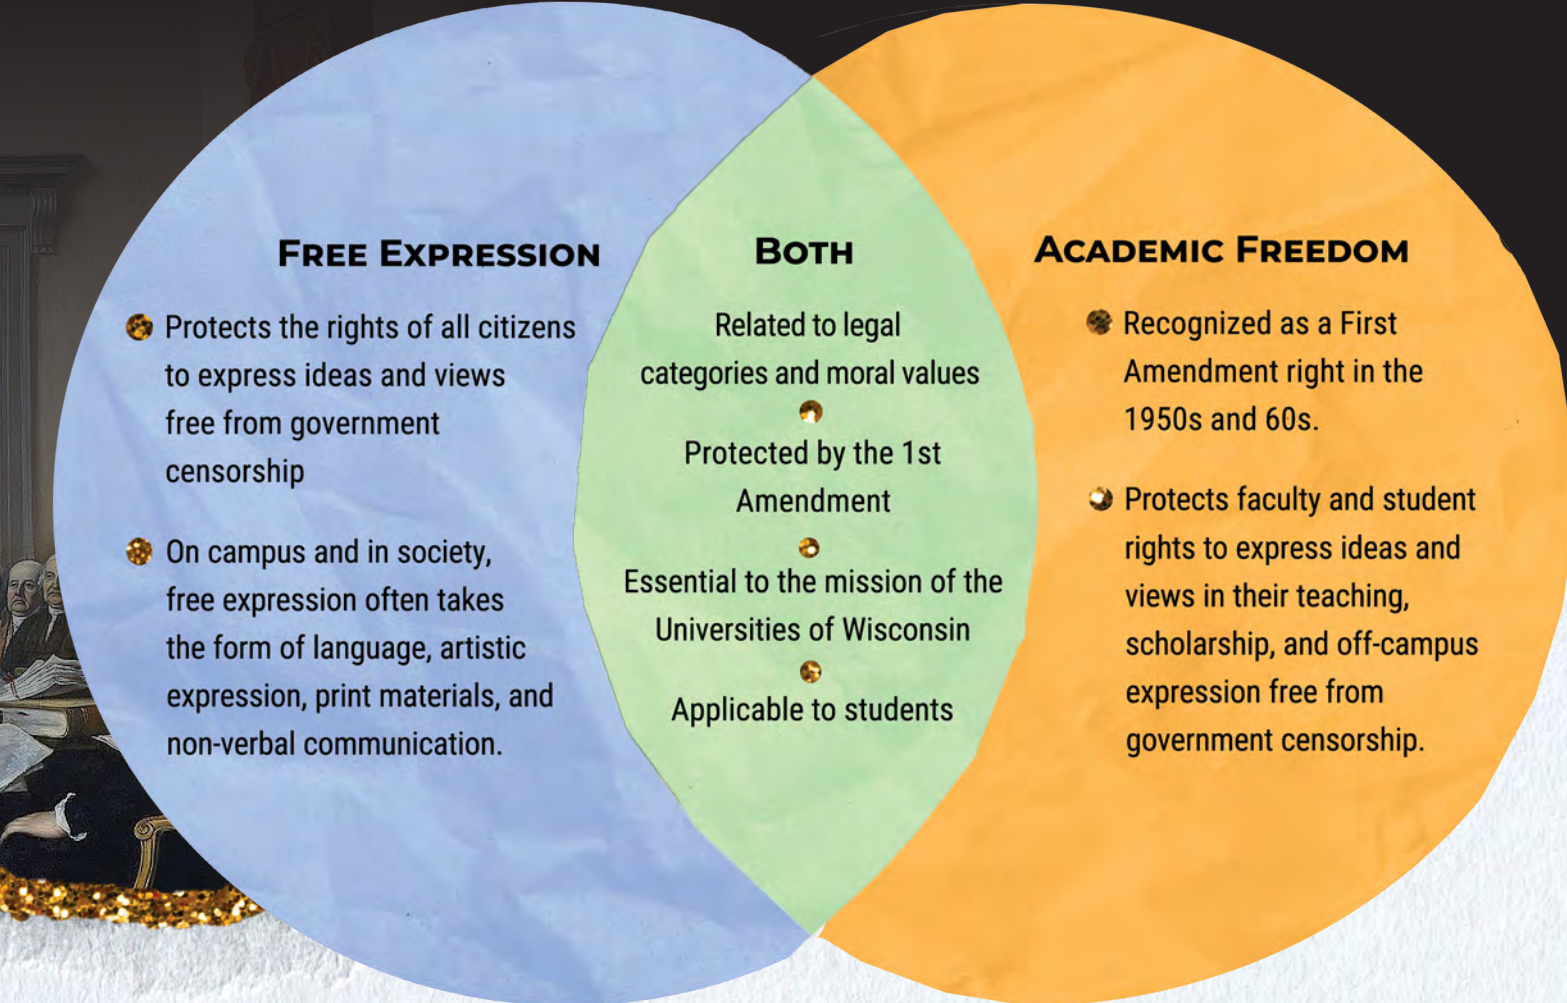 FREE EXPRESSION
Protects the rights of all citizens
to express ideas and views
free from government
censorship
On campus and in society,
free expression often takes
the form of language, artistic
expression, print materials, and
non-verbal communication.
BOTH
Related to legal
categories and moral values
Protected by the 1st
Amendment
Essential to the mission of the
Universities of Wisconsin
Applicable to students
ACADEMIC FREEDOM
Recognized as a First
Amendment right in the
1950s and 60s.
Protects faculty and student
rights to express ideas and
views in their teaching,
scholarship, and off-campus
expression free from
government censorship.